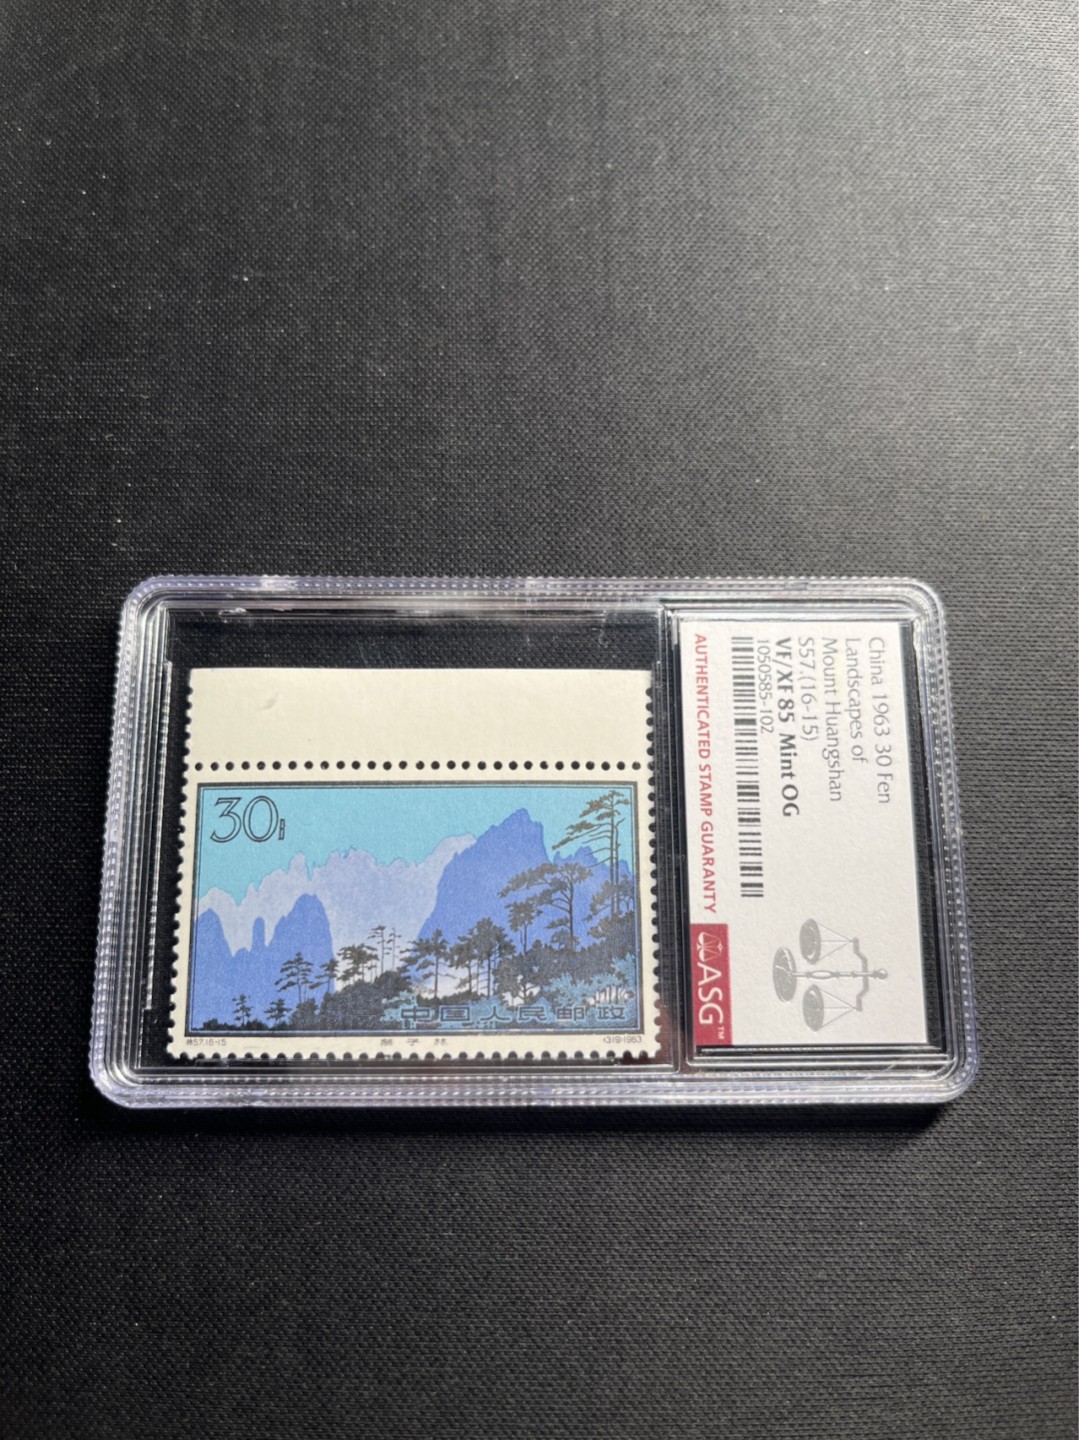 30分
中国人民邮政
特57.16-15
狮子林
(319)1963
China 1963 30 Fen
Landscapes of
Mount Huangshan
S57.(16-15)
VF/XF 85 Mint OG
1050585-102
AUTHENTICATED STAMP GUARANTY
ASG™